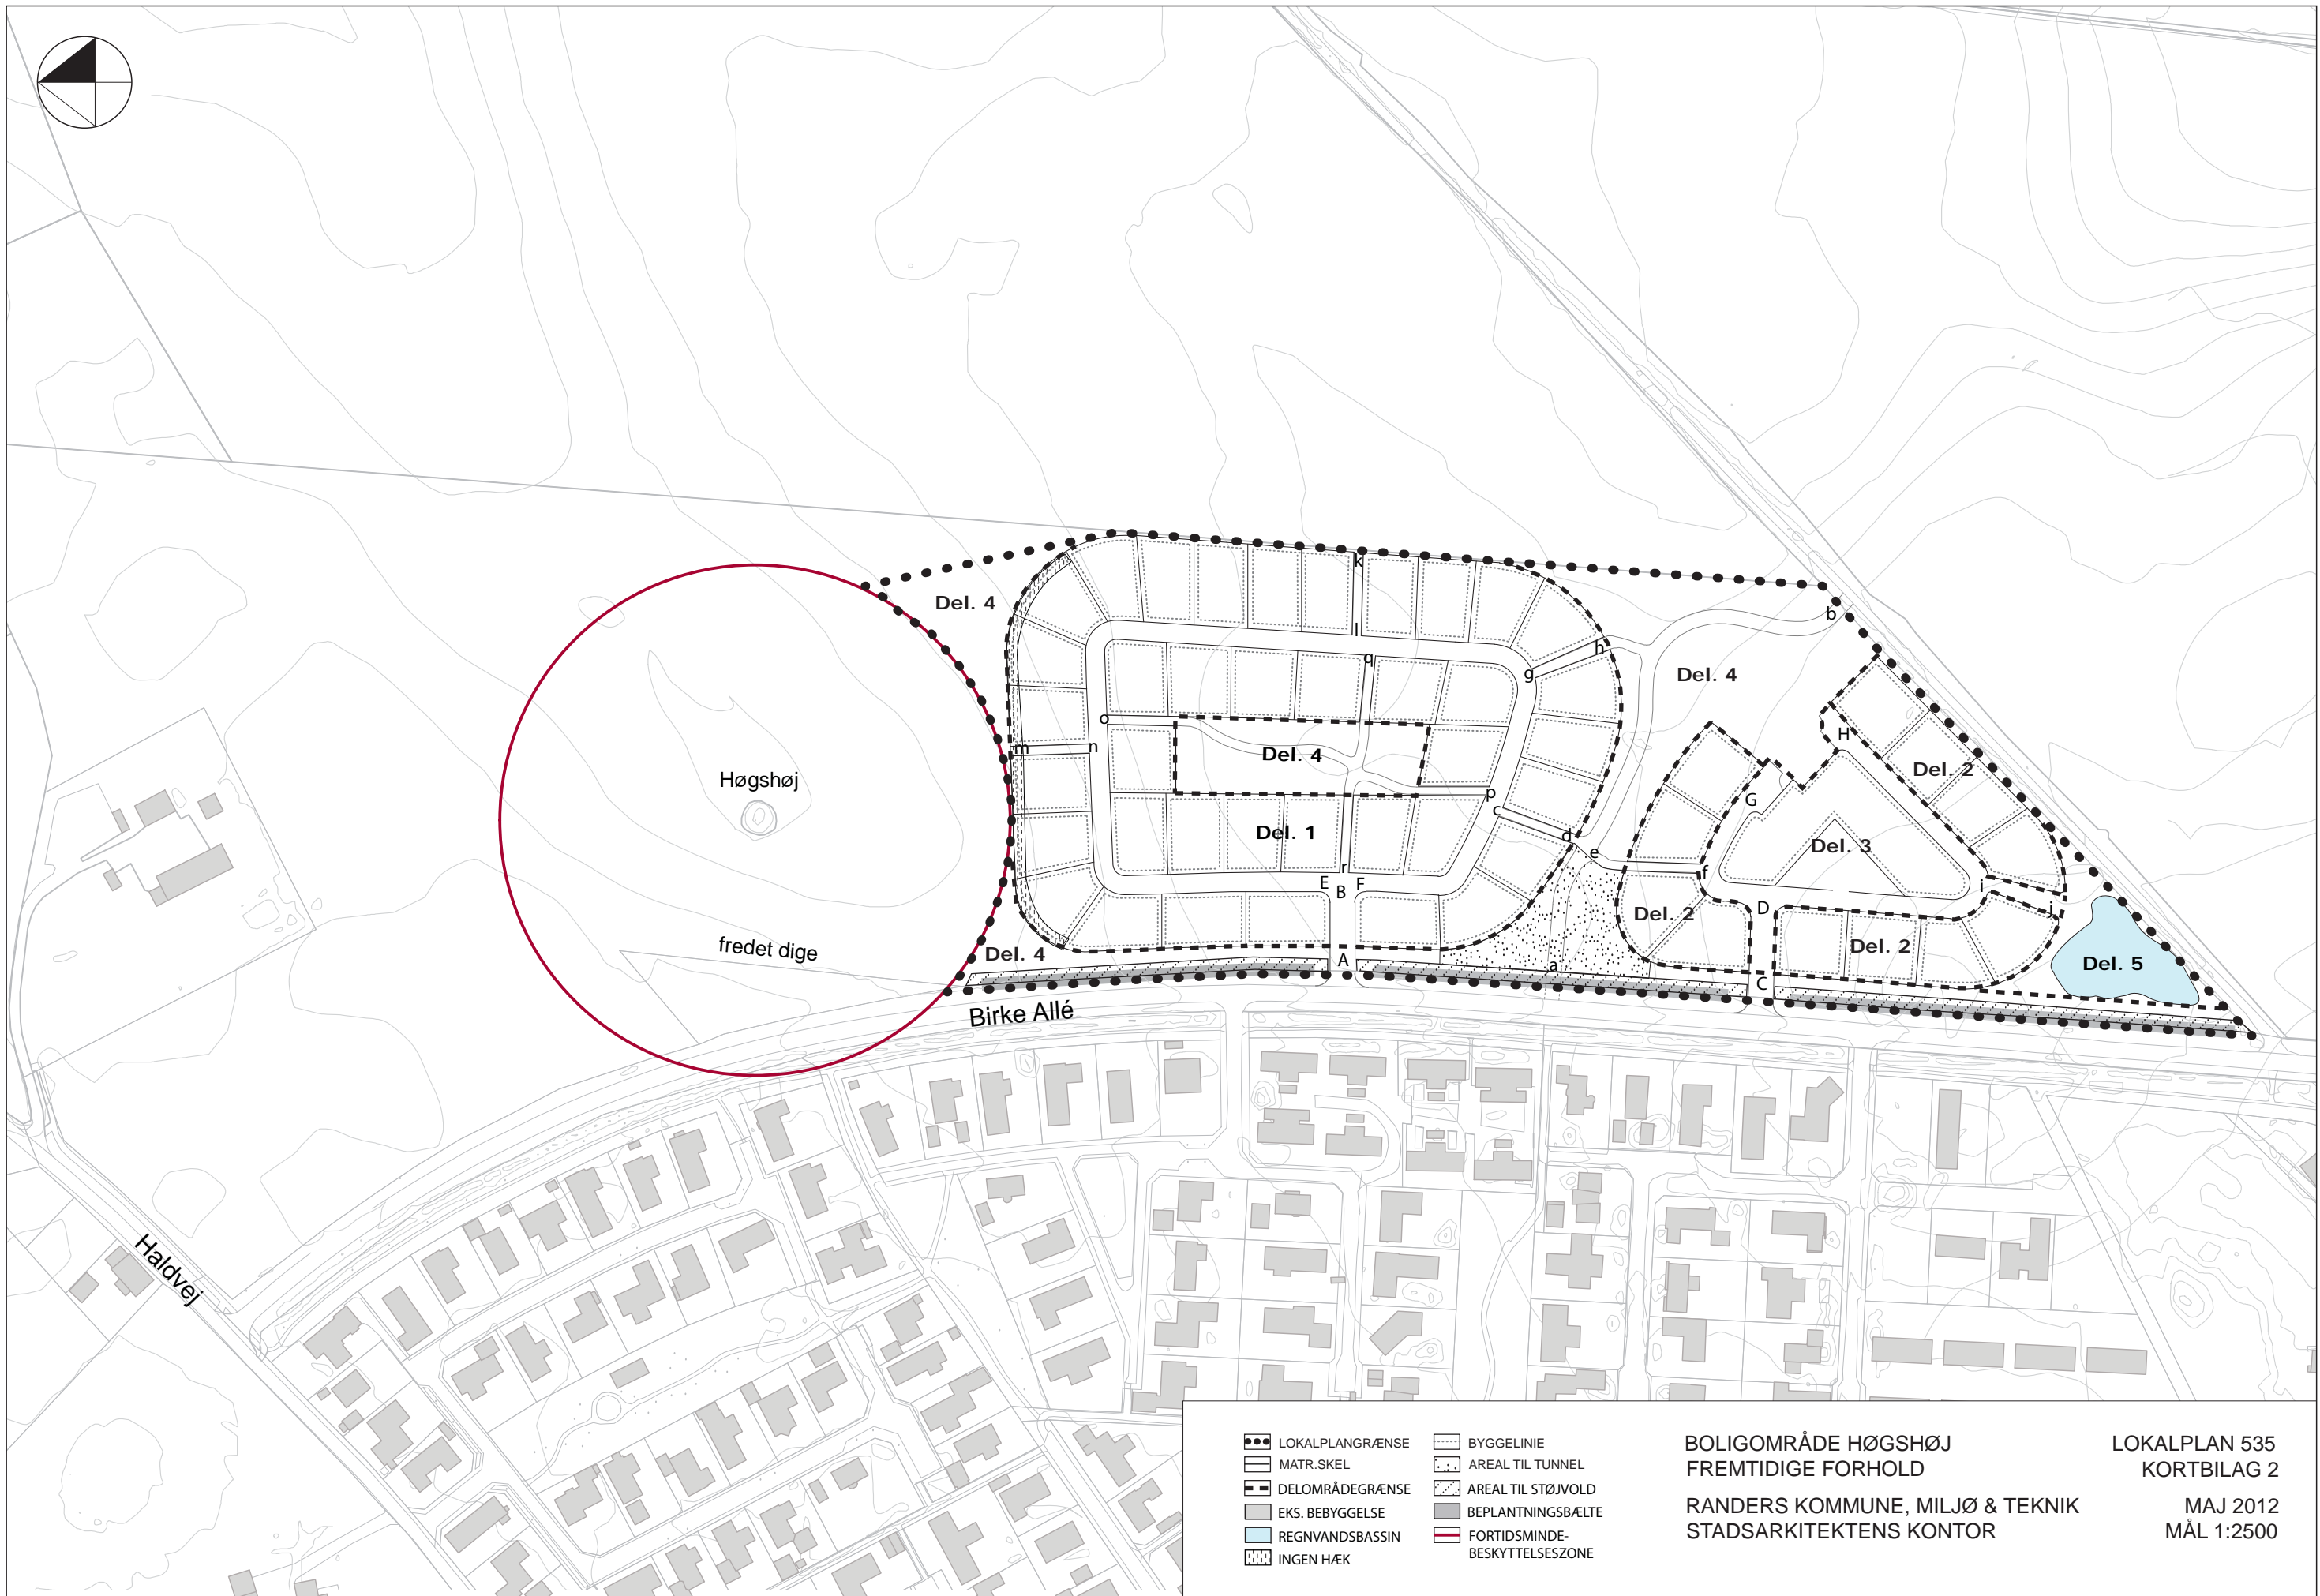 k
b
Del. 4
l
h
q
g
Del. 4
o
H
m
n
Del. 4
Del. 2
Høgshøj
p
G
c
Del. 1
d
Del. 3
e
r
f
E
F
B
i
D
j
Del. 2
fredet dige
Del. 2
Del. 4
A
a
Del. 5
C
Birke Allé
Haldvej
LOKALPLANGRÆNSE
MATR.SKEL
DELOMRÅDEGRÆNSE
EKS. BEBYGGELSE
REGNVANDSBASSIN
INGEN HÆK
BYGGELINIE
AREAL TIL TUNNEL
AREAL TIL STØJVOLD
BEPLANTNINGSBÆLTE
FORTIDSMINDE-
BESKYTTELSESZONE
BOLIGOMRÅDE HØGSHØJ
FREMTIDIGE FORHOLD
RANDERS KOMMUNE, MILJØ & TEKNIK
STADSARKITEKTENS KONTOR
LOKALPLAN 535
KORTBILAG 2
MAJ 2012
MÅL 1:2500